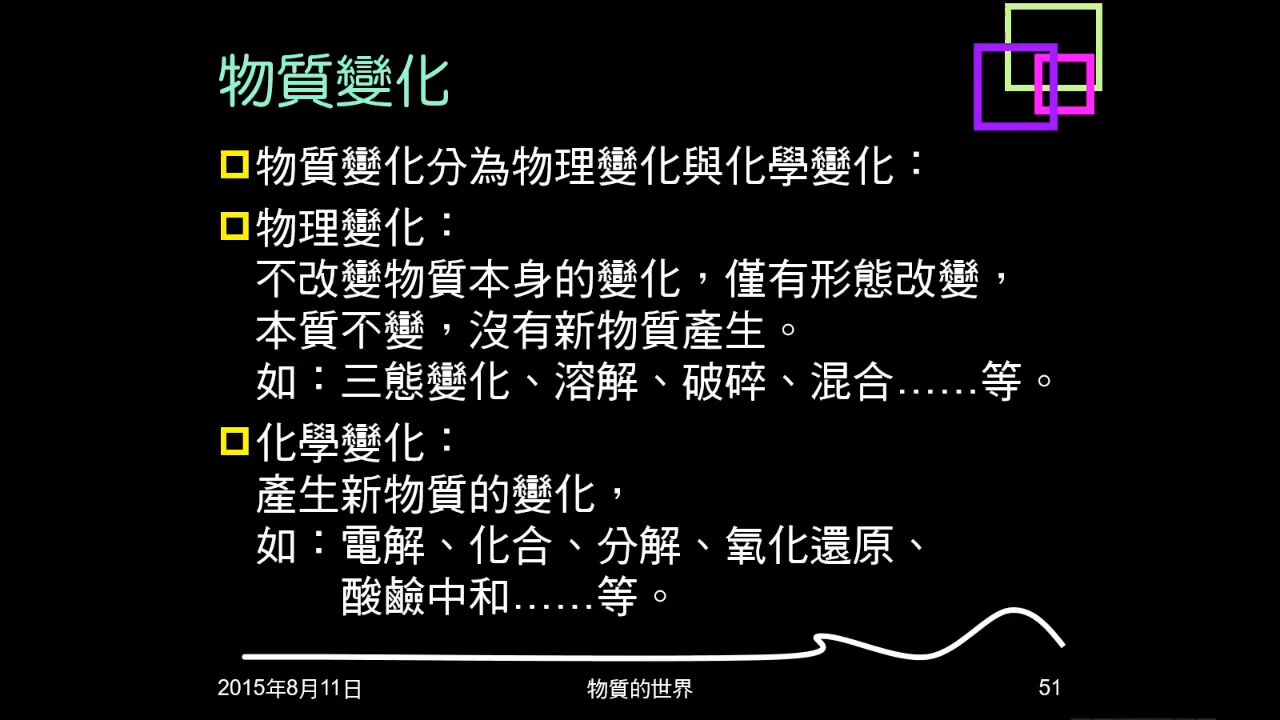 物質變化
物質變化分為物理變化與化學變化：
物理變化：
不改變物質本身的變化，僅有形態改變，
本質不變，沒有新物質產生。
如：三態變化、溶解、破碎、混合……等。
化學變化：
產生新物質的變化，
如：電解、化合、分解、氧化還原、
酸鹼中和……等。
2015年8月11日
物質的世界
51